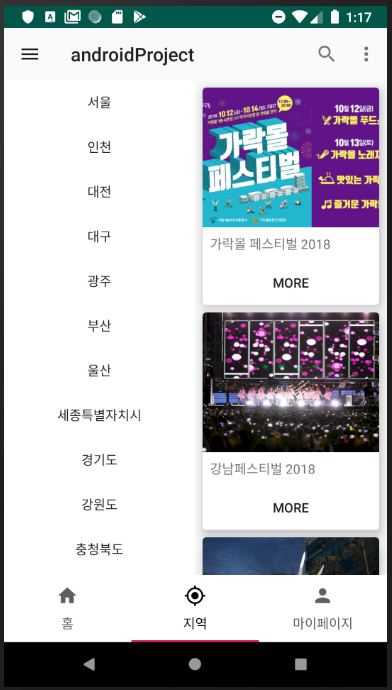 1:17
androidProject
서울
인천
대전
대구
광주
부산
울산
세종특별자치시
경기도
강원도
충청북도
가락몰
페스티벌
10월 12일(금)
가락몰 푸드
10월 13일(토)
가락몰 노래
맛있는 가락
즐거운 가락
가락몰 페스티벌 2018
MORE
강남페스티벌 2018
MORE
홈
지역
마이페이지